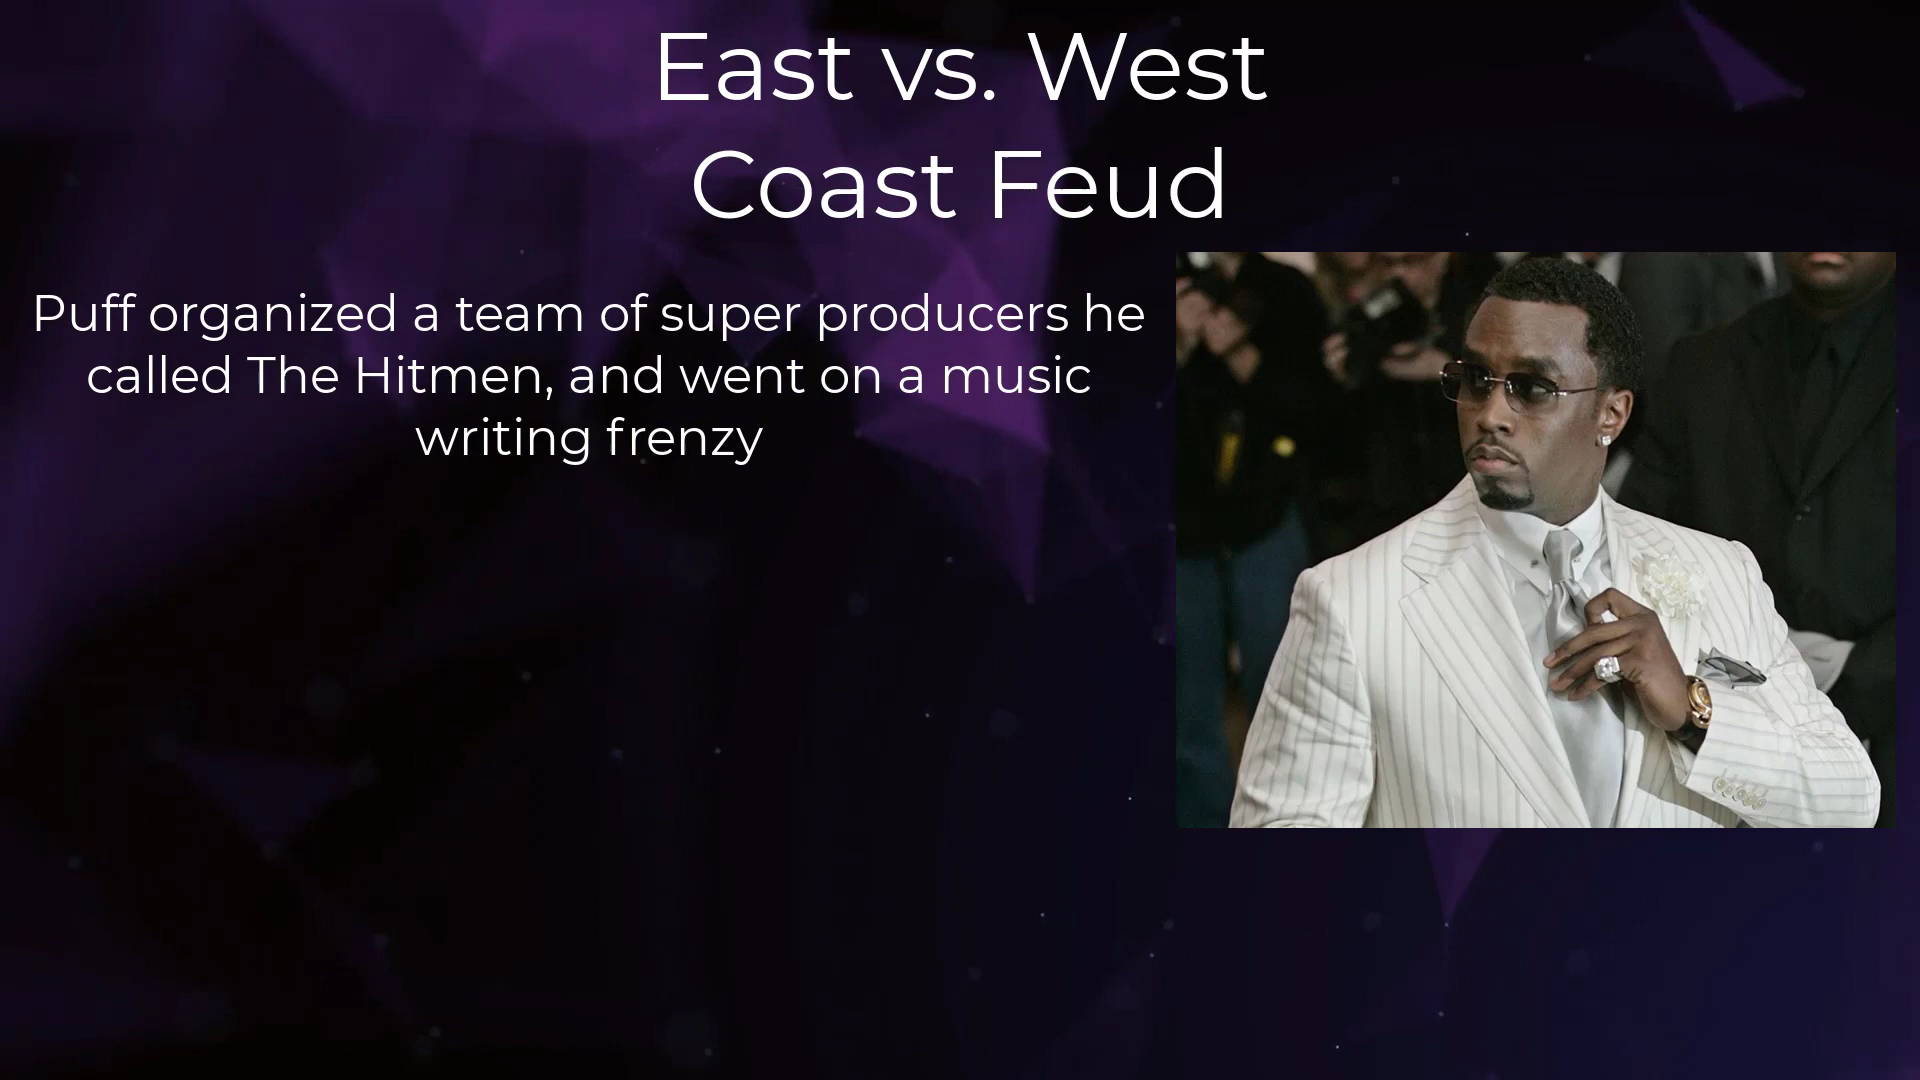 East vs. West
Coast Feud
Puff organized a team of super producers he
called The Hitmen, and went on a music
writing frenzy